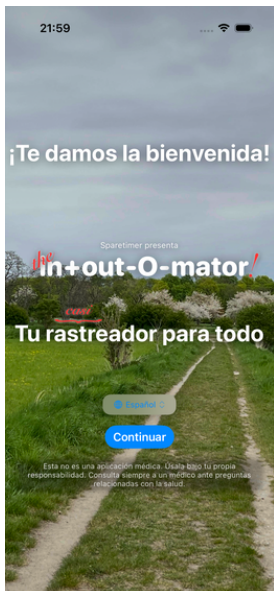 21:59
¡Te damos la bienvenida!
Sparetimer presenta
the in+out-O-mator!
Tu rastreador para todo
Español
Continuar
Esta no es una aplicación médica. Úsala bajo tu propia
responsabilidad. Consulta siempre a un médico ante preguntas
relacionadas con la salud.